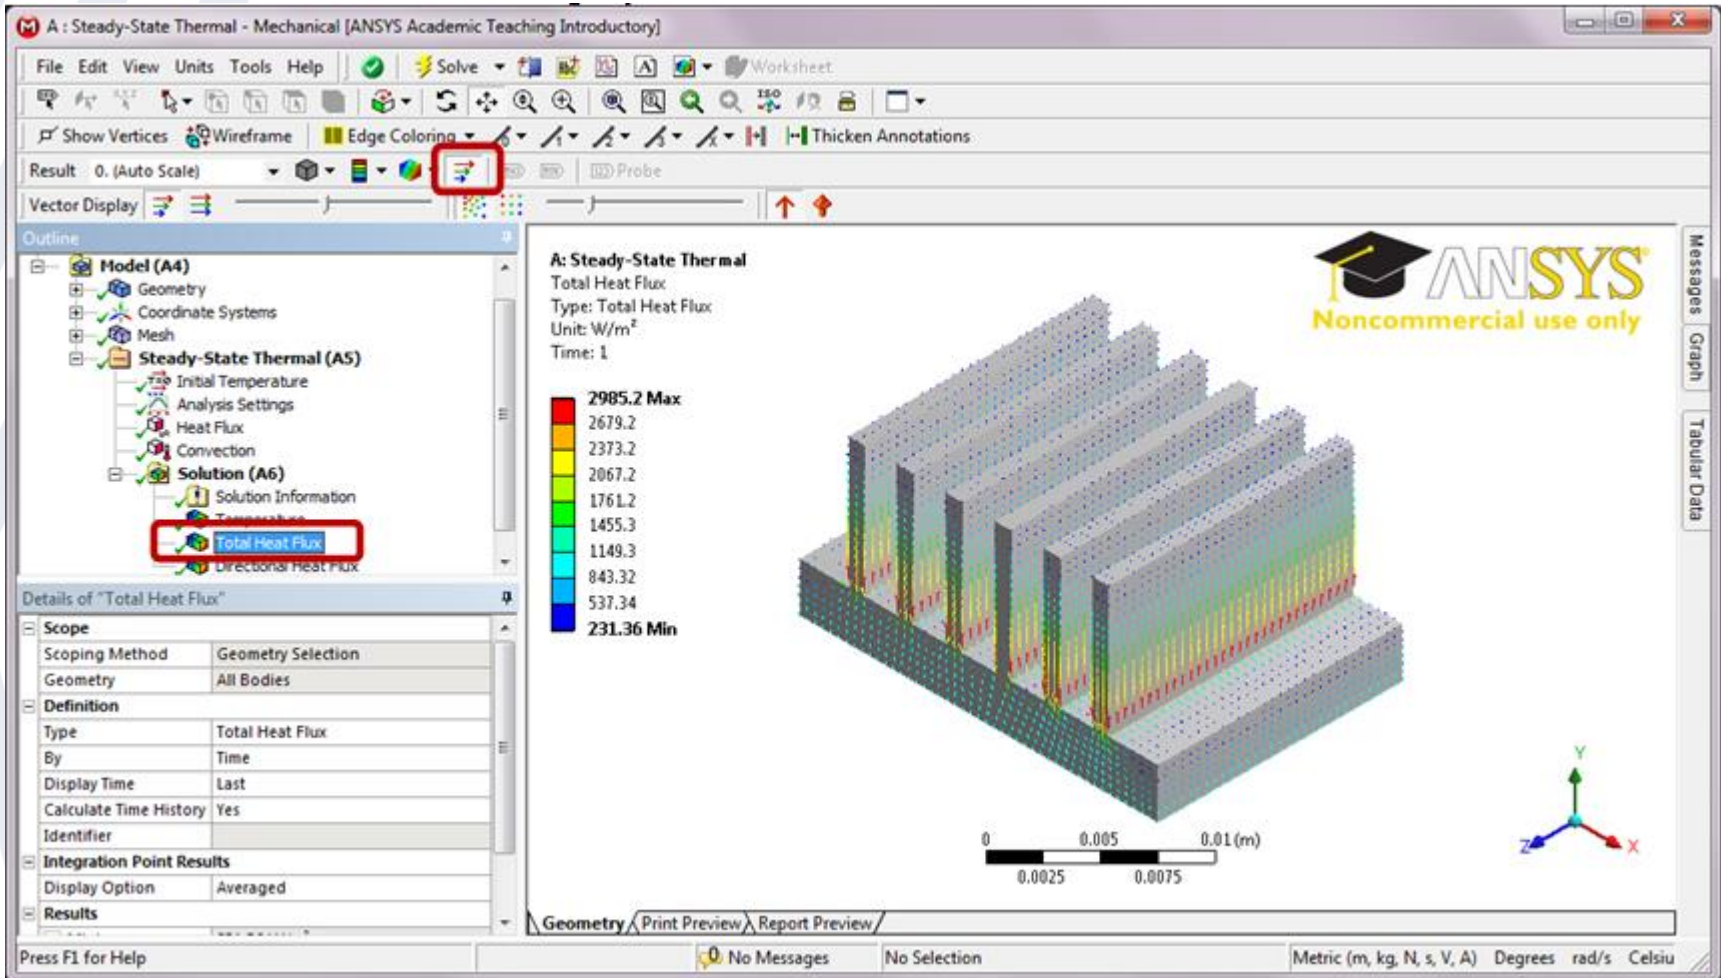 A : Steady-State Thermal - Mechanical [ANSYS Academic Teaching Introductory]
File Edit View Units Tools Help Solve Worksheet
Show Vertices Wireframe Edge Coloring Thicken Annotations
Result 0. (Auto Scale) Probe
Vector Display
Outline
Model (A4)
Geometry
Coordinate Systems
Mesh
Steady-State Thermal (A5)
Initial Temperature
Analysis Settings
Heat Flux
Convection
Solution (A6)
Solution Information
Temperature
Total Heat Flux
Directional Heat Flux
Details of "Total Heat Flux"
Scope
Scoping Method Geometry Selection
Geometry All Bodies
Definition
Type Total Heat Flux
By Time
Display Time Last
Calculate Time History Yes
Identifier
Integration Point Results
Display Option Averaged
Results
A: Steady-State Thermal
Total Heat Flux
Type: Total Heat Flux
Unit: W/m²
Time: 1
2985.2 Max
2679.2
2373.2
2067.2
1761.2
1455.3
1149.3
843.32
537.34
231.36 Min
ANSYS
Noncommercial use only
0 0.005 0.01 (m)
0.0025 0.0075
Y
Z X
Messages
Graph
Tabular Data
Geometry Print Preview Report Preview
Press F1 for Help 0 No Messages No Selection Metric (m, kg, N, s, V, A) Degrees rad/s Celsiu